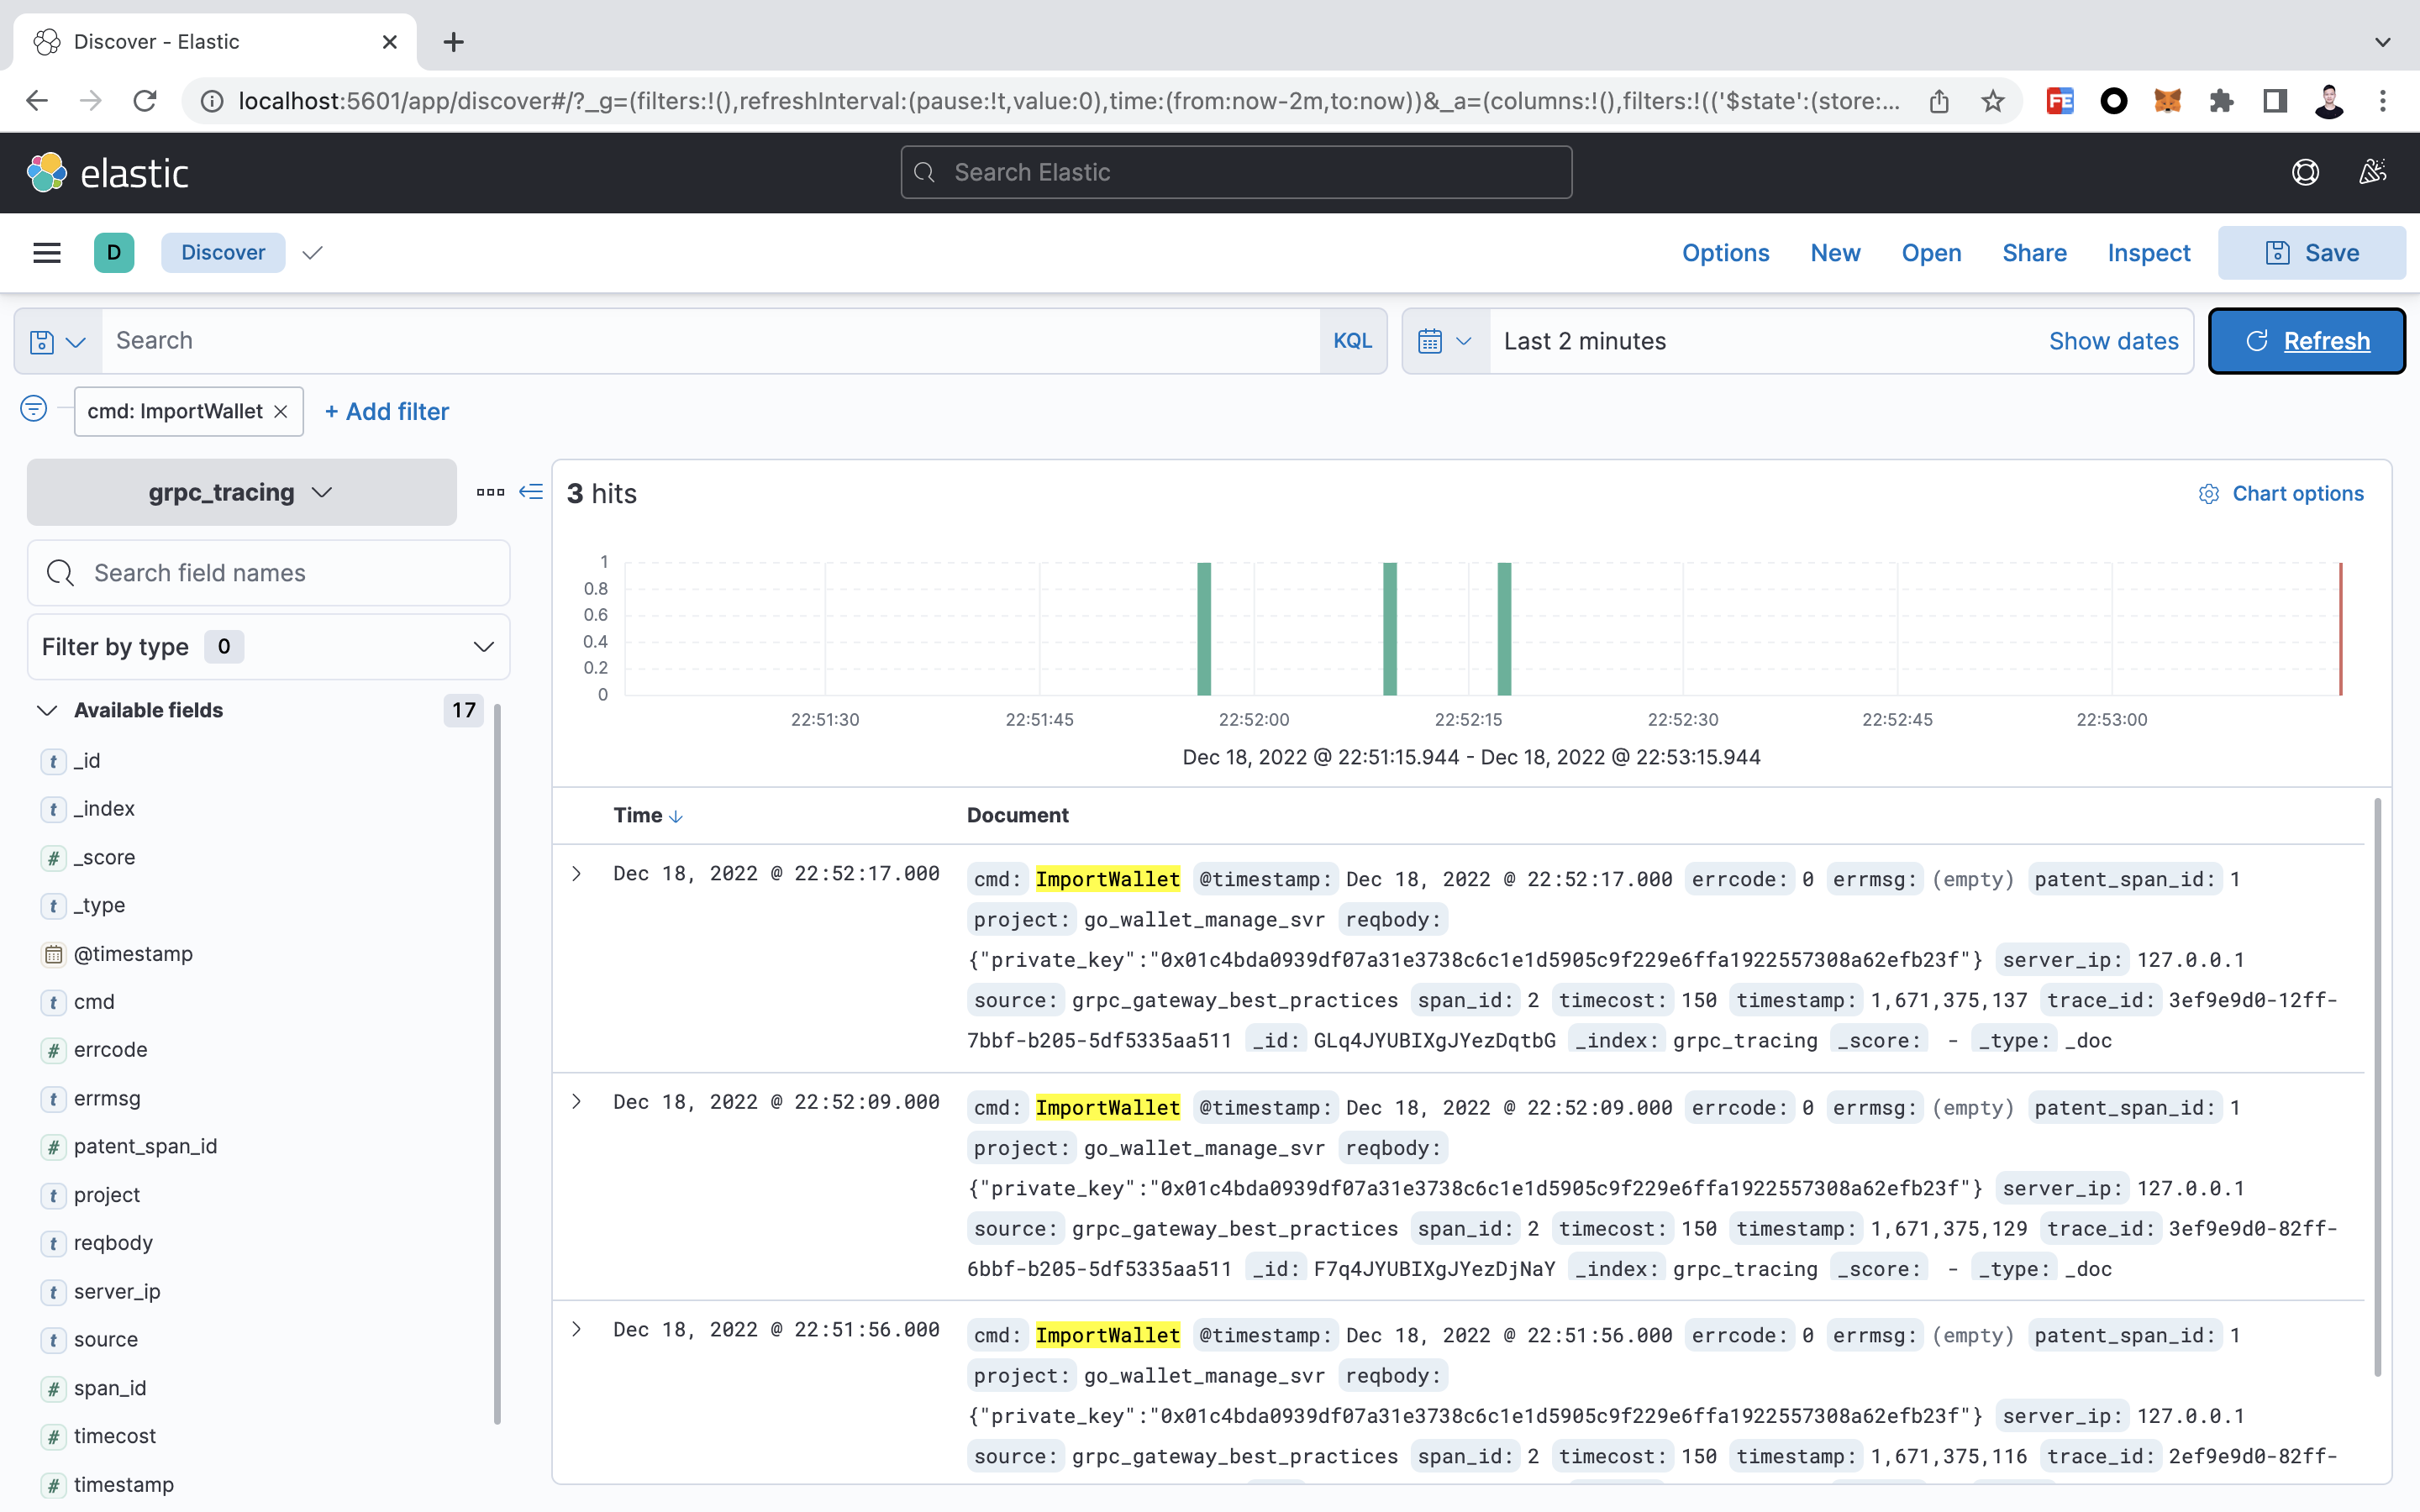 Discover - Elastic
localhost:5601/app/discover#/?_g=(filters:!(),refreshInterval:(pause:!t,value:0),time:(from:now-2m,to:now))&_a=(columns:!(),filters:!(('$state':(store:...
FE
elastic
Search Elastic
D
Discover
Options
New
Open
Share
Inspect
Save
Search
KQL
Last 2 minutes
Show dates
Refresh
cmd: ImportWallet
+ Add filter
grpc_tracing
Search field names
Filter by type 0
Available fields 17
t _id
t _index
# _score
t _type
@timestamp
t cmd
# errcode
t errmsg
# patent_span_id
t project
t reqbody
t server_ip
t source
# span_id
# timecost
# timestamp
3 hits
Chart options
1
0.8
0.6
0.4
0.2
0
22:51:30
22:51:45
22:52:00
22:52:15
22:52:30
22:52:45
22:53:00
Dec 18, 2022 @ 22:51:15.944 - Dec 18, 2022 @ 22:53:15.944
Time
Document
Dec 18, 2022 @ 22:52:17.000
cmd: ImportWallet @timestamp: Dec 18, 2022 @ 22:52:17.000 errcode: 0 errmsg: (empty) patent_span_id: 1
project: go_wallet_manage_svr reqbody:
{"private_key":"0x01c4bda0939df07a31e3738c6c1e1d5905c9f229e6ffa1922557308a62efb23f"} server_ip: 127.0.0.1
source: grpc_gateway_best_practices span_id: 2 timecost: 150 timestamp: 1,671,375,137 trace_id: 3ef9e9d0-12ff-
7bbf-b205-5df5335aa511 _id: GLq4JYUBIXgJYezDqtbG _index: grpc_tracing _score: - _type: _doc
Dec 18, 2022 @ 22:52:09.000
cmd: ImportWallet @timestamp: Dec 18, 2022 @ 22:52:09.000 errcode: 0 errmsg: (empty) patent_span_id: 1
project: go_wallet_manage_svr reqbody:
{"private_key":"0x01c4bda0939df07a31e3738c6c1e1d5905c9f229e6ffa1922557308a62efb23f"} server_ip: 127.0.0.1
source: grpc_gateway_best_practices span_id: 2 timecost: 150 timestamp: 1,671,375,129 trace_id: 3ef9e9d0-82ff-
6bbf-b205-5df5335aa511 _id: F7q4JYUBIXgJYezDjNaY _index: grpc_tracing _score: - _type: _doc
Dec 18, 2022 @ 22:51:56.000
cmd: ImportWallet @timestamp: Dec 18, 2022 @ 22:51:56.000 errcode: 0 errmsg: (empty) patent_span_id: 1
project: go_wallet_manage_svr reqbody:
{"private_key":"0x01c4bda0939df07a31e3738c6c1e1d5905c9f229e6ffa1922557308a62efb23f"} server_ip: 127.0.0.1
source: grpc_gateway_best_practices span_id: 2 timecost: 150 timestamp: 1,671,375,116 trace_id: 2ef9e9d0-82ff-